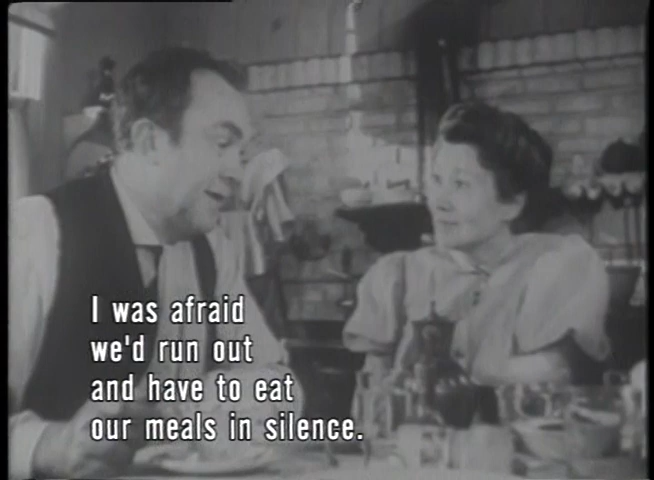 I was afraid
we'd run out
and have to eat
our meals in silence.